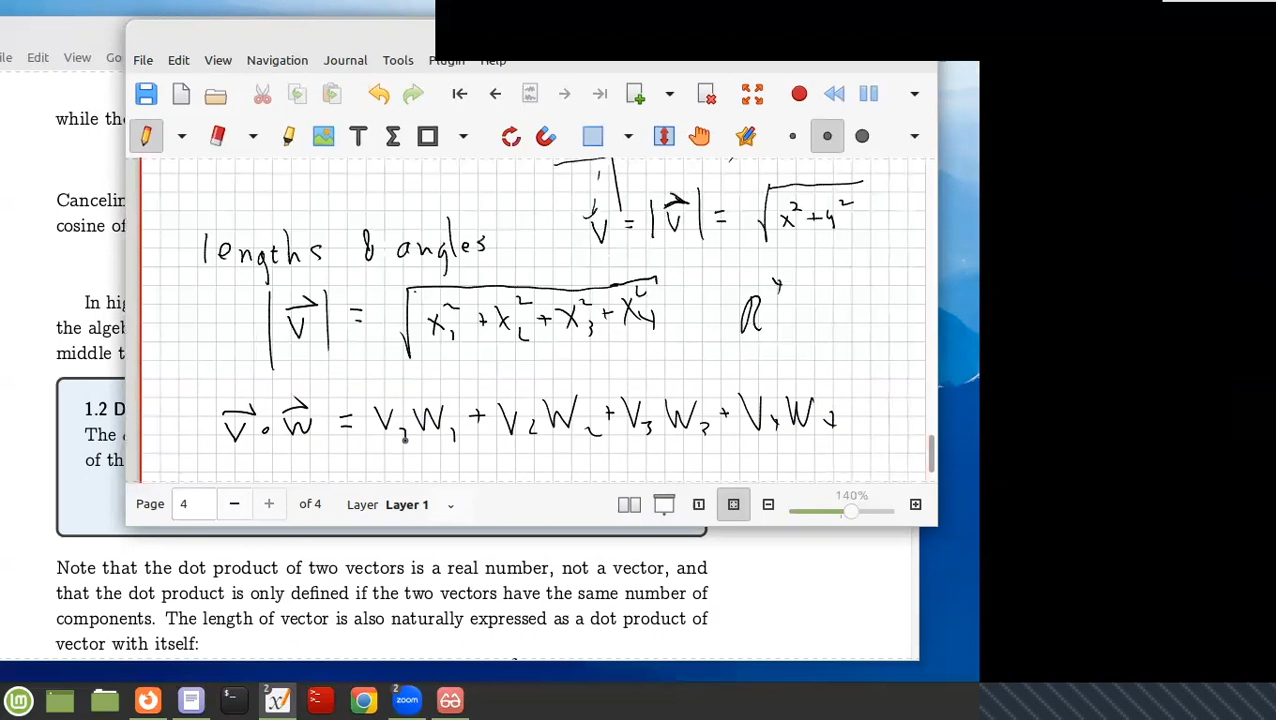 File Edit View Navigation Journal Tools Plugin Help
ile Edit View Go
while the
Cancelin
cosine of
In hig
the algeb
middle t
1.2 D
The
of th
V = |V| = √x² + y²
lengths & angles
|V| = √x₁² + x₂² + x₃² + x₄² R⁴
V · W = V₁W₁ + V₂W₂ + V₃W₃ + V₄W₄
Page 4 of 4 Layer Layer 1 140%
Note that the dot product of two vectors is a real number, not a vector, and
that the dot product is only defined if the two vectors have the same number of
components. The length of vector is also naturally expressed as a dot product of
vector with itself:
2 2
zoom